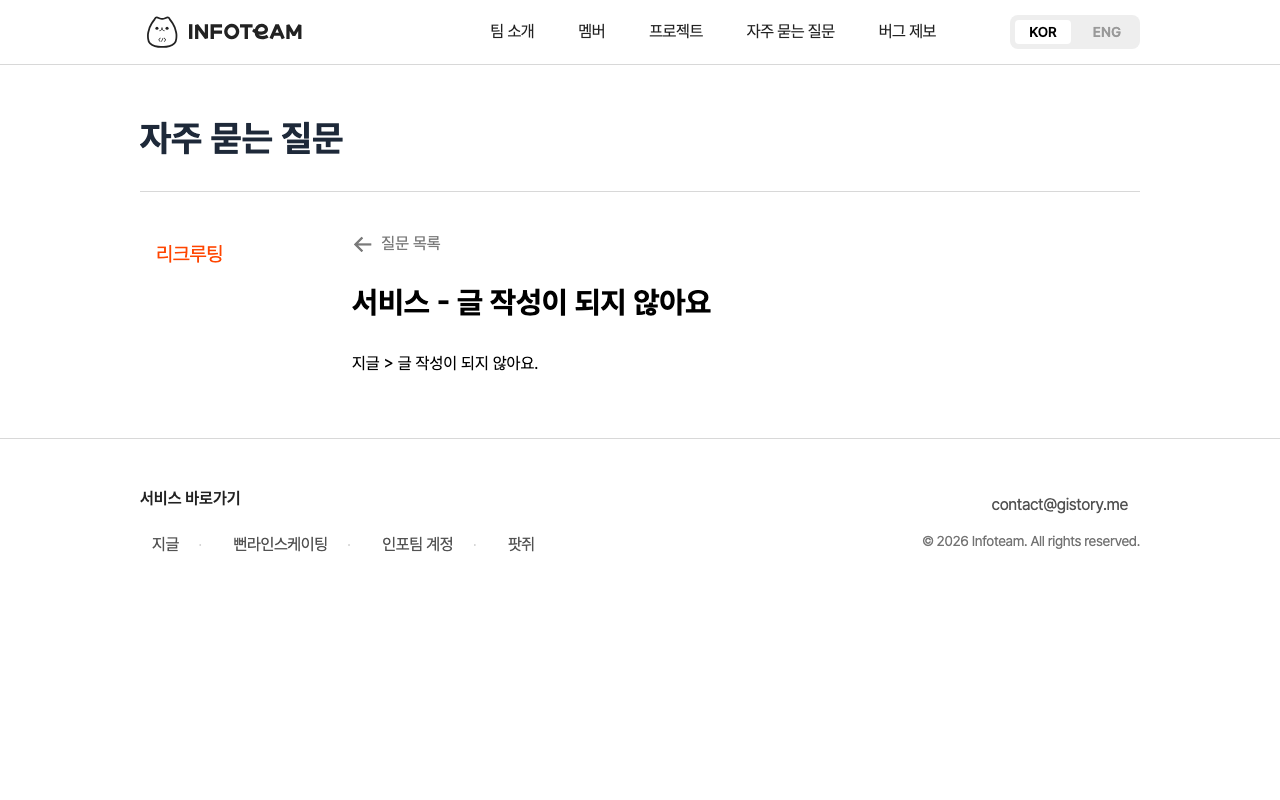 INFOTEAM
팀 소개 멤버 프로젝트 자주 묻는 질문 버그 제보 KOR ENG
자주 묻는 질문
리크루팅
← 질문 목록
서비스 - 글 작성이 되지 않아요
지글 > 글 작성이 되지 않아요.
서비스 바로가기
지글 · 뻔라인스케이팅 · 인포팀 계정 · 팟쥐
contact@gistory.me
© 2026 Infoteam. All rights reserved.